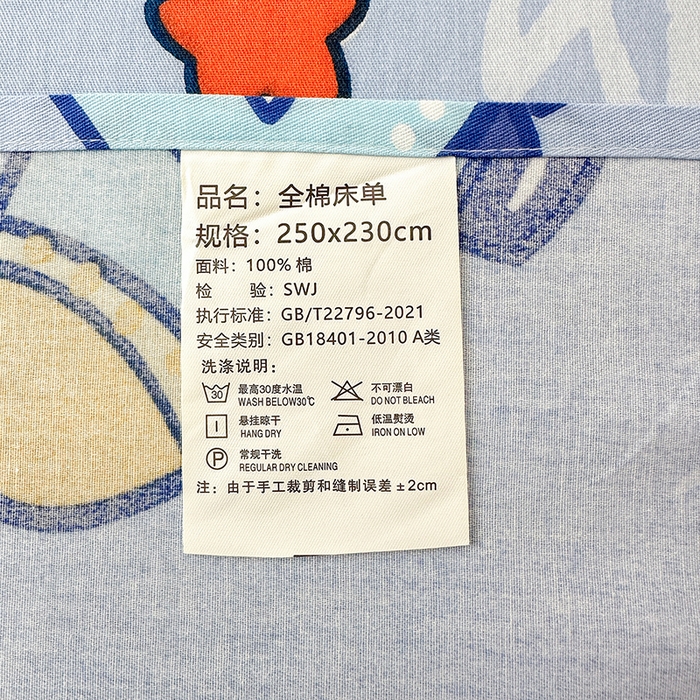 品名：全棉床单
规格：250x230cm
面料：100% 棉
检 验：SWJ
执行标准：GB/T22796-2021
安全类别：GB18401-2010 A类
洗涤说明：
30 最高30度水温 不可漂白
WASH BELOW30℃ DO NOT BLEACH
悬挂晾干 低温熨烫
HANG DRY IRON ON LOW
P 常规干洗
REGULAR DRY CLEANING
注：由于手工裁剪和缝制误差±2cm